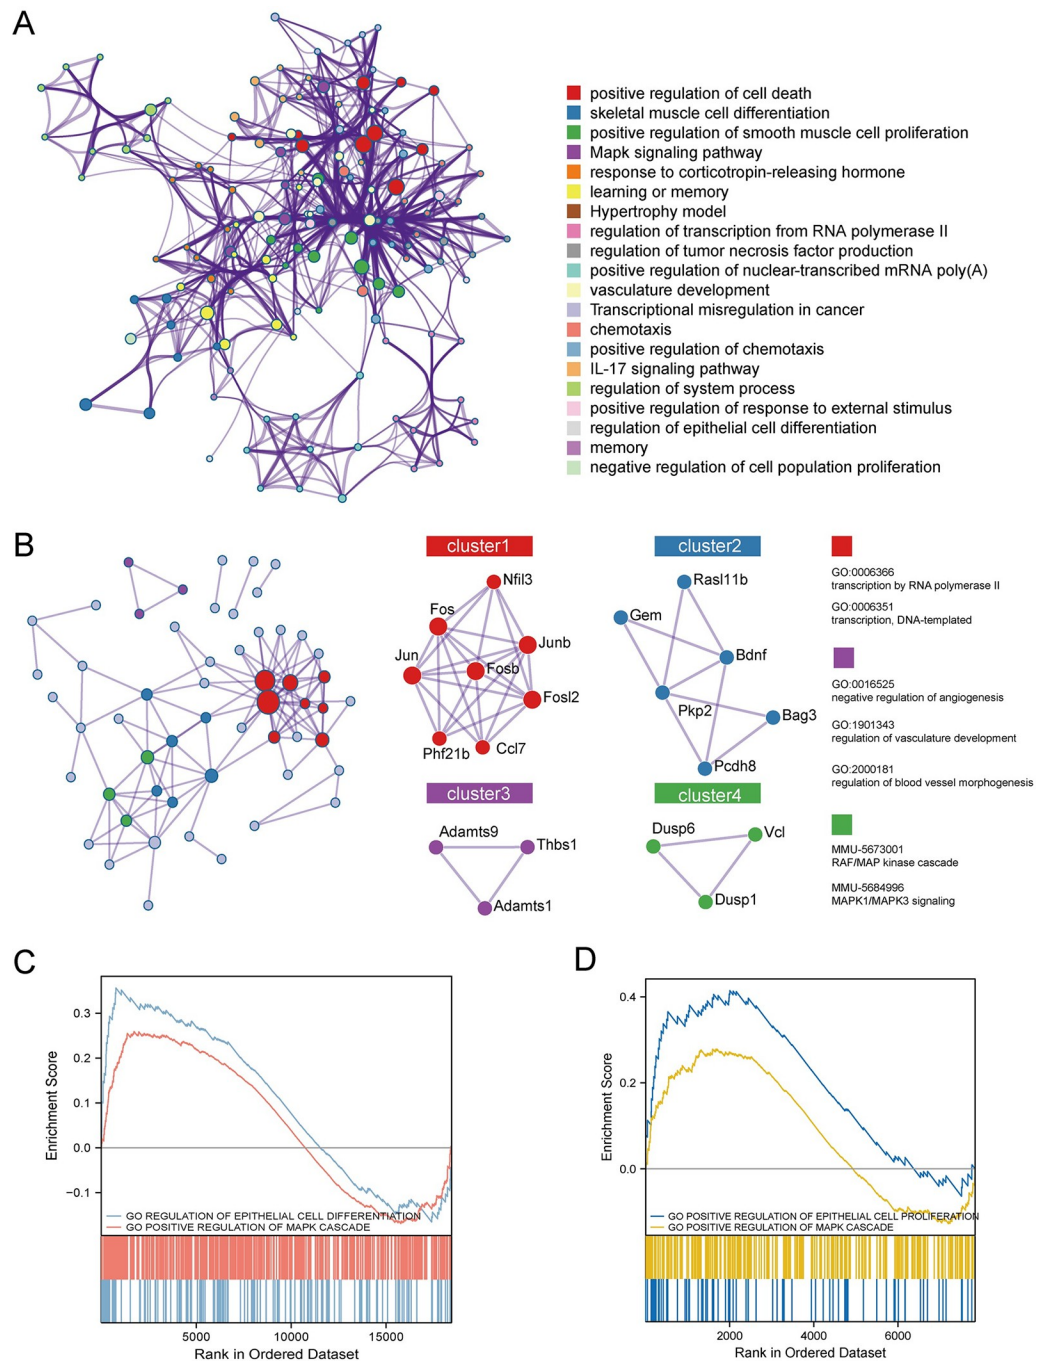 A
positive regulation of cell death
skeletal muscle cell differentiation
positive regulation of smooth muscle cell proliferation
Mapk signaling pathway
response to corticotropin-releasing hormone
learning or memory
Hypertrophy model
regulation of transcription from RNA polymerase II
regulation of tumor necrosis factor production
positive regulation of nuclear-transcribed mRNA poly(A)
vasculature development
Transcriptional misregulation in cancer
chemotaxis
positive regulation of chemotaxis
IL-17 signaling pathway
regulation of system process
positive regulation of response to external stimulus
regulation of epithelial cell differentiation
memory
negative regulation of cell population proliferation
B
cluster1
Nfil3
Fos
Junb
Jun
Fosb
Fosl2
Phf21b
Ccl7
cluster2
Rasl11b
Gem
Bdnf
Pkp2
Bag3
Pcdh8
cluster3
Adamts9
Thbs1
Adamts1
cluster4
Dusp6
Vcl
Dusp1
GO:0006366
transcription by RNA polymerase II
GO:0006351
transcription, DNA-templated
GO:0016525
negative regulation of angiogenesis
GO:1901343
regulation of vasculature development
GO:2000181
regulation of blood vessel morphogenesis
MMU-5673001
RAF/MAP kinase cascade
MMU-5684996
MAPK1/MAPK3 signaling
C
Enrichment Score
0.3
0.2
0.1
0.0
−0.1
GO REGULATION OF EPITHELIAL CELL DIFFERENTIATION
GO POSITIVE REGULATION OF MAPK CASCADE
5000 10000 15000
Rank in Ordered Dataset
D
Enrichment Score
0.4
0.2
0.0
GO POSITIVE REGULATION OF EPITHELIAL CELL PROLIFERATION
GO POSITIVE REGULATION OF MAPK CASCADE
2000 4000 6000
Rank in Ordered Dataset